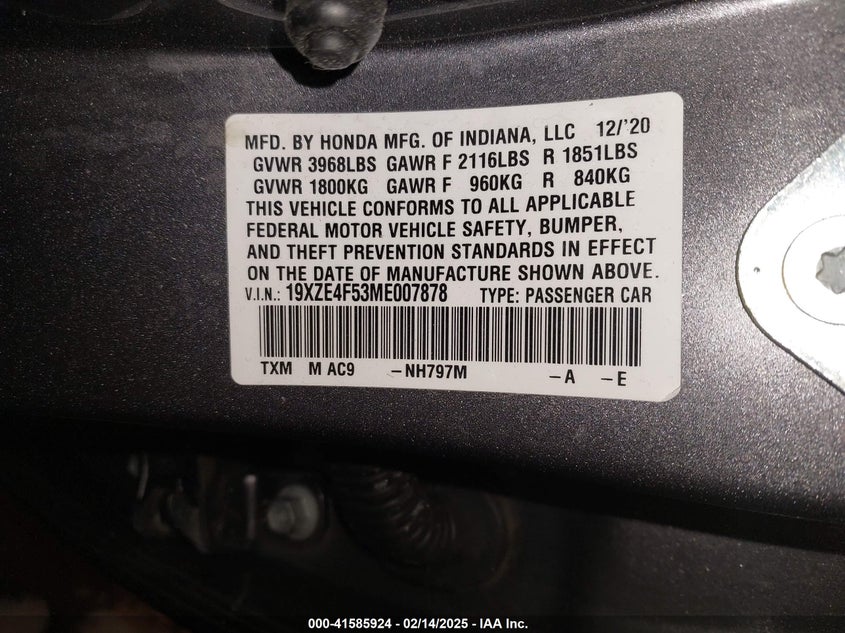 MFD. BY HONDA MFG. OF INDIANA, LLC 12/'20
GVWR 3968LBS GAWR F 2116LBS R 1851LBS
GVWR 1800KG GAWR F 960KG R 840KG
THIS VEHICLE CONFORMS TO ALL APPLICABLE
FEDERAL MOTOR VEHICLE SAFETY, BUMPER,
AND THEFT PREVENTION STANDARDS IN EFFECT
ON THE DATE OF MANUFACTURE SHOWN ABOVE.
V.I.N.: 19XZE4F53ME007878 TYPE: PASSENGER CAR
TXM M AC9 -NH797M -A -E
000-41585924 - 02/14/2025 - IAA Inc.